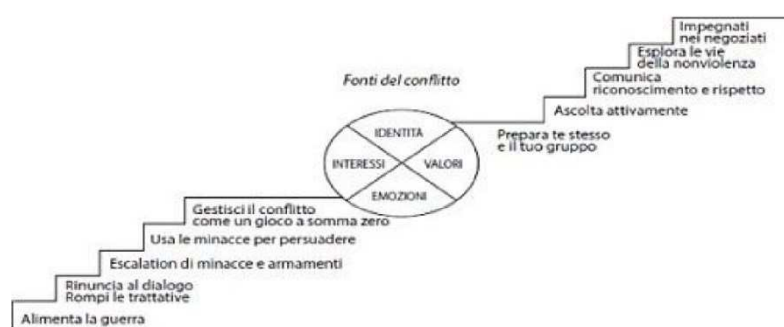 Impegnati
nei negoziati
Esplora le vie
della nonviolenza
Comunica
riconoscimento e rispetto
Ascolta attivamente
Prepara te stesso
e il tuo gruppo
Fonti del conflitto
IDENTITÀ
INTERESSI
VALORI
EMOZIONI
Gestisci il conflitto
come un gioco a somma zero
Usa le minacce per persuadere
Escalation di minacce e armamenti
Rinuncia al dialogo
Rompi le trattative
Alimenta la guerra